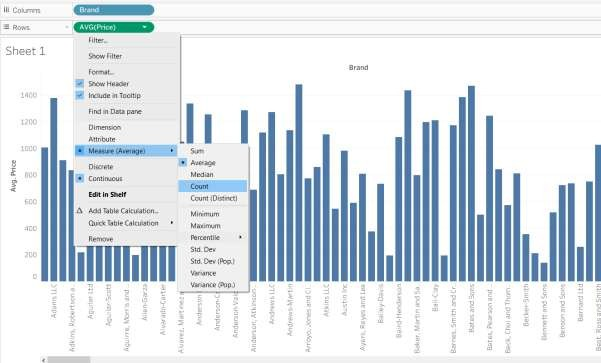 Columns
Brand
Rows
AVG(Price)
Sheet 1
Filter...
Show Filter
Format...
Show Header
Include in Tooltip
Find in Data pane
Dimension
Attribute
Measure (Average)
Discrete
Continuous
Edit in Shelf
Add Table Calculation...
Quick Table Calculation
Remove
Sum
Average
Median
Count
Count (Distinct)
Minimum
Maximum
Percentile
Std. Dev
Std. Dev (Pop.)
Variance
Variance (Pop.)
Brand
Avg. Price
1400
1200
1000
800
600
400
200
0
Adams LLC
Adkins, Robertson a..
Aguilar Ltd
Aguilar-Scott
Aguirre, Morris and
Allen-Garza
Alvarado-Carter
Alvarez, Martinez a
Anderson
Anderson-C
Anderson-Vas
Anderson, Atkinson
Andrews LLC
Andrews-Martin
Arroyo, Jones and
Atkins LLC
Austin Inc
Ayers, Reyes and Lee
Bailey-Davis
Baird-Henderson
Baker, Martin and Sa
Ball-Clay
Barnes, Smith and Cr
Bates and Sons
Bates, Pearson and
Beck, Choi and Thom
Becker-Smith
Bennett and Sons
Benson and Sons
Bernard Ltd
Best, Ross and Smith